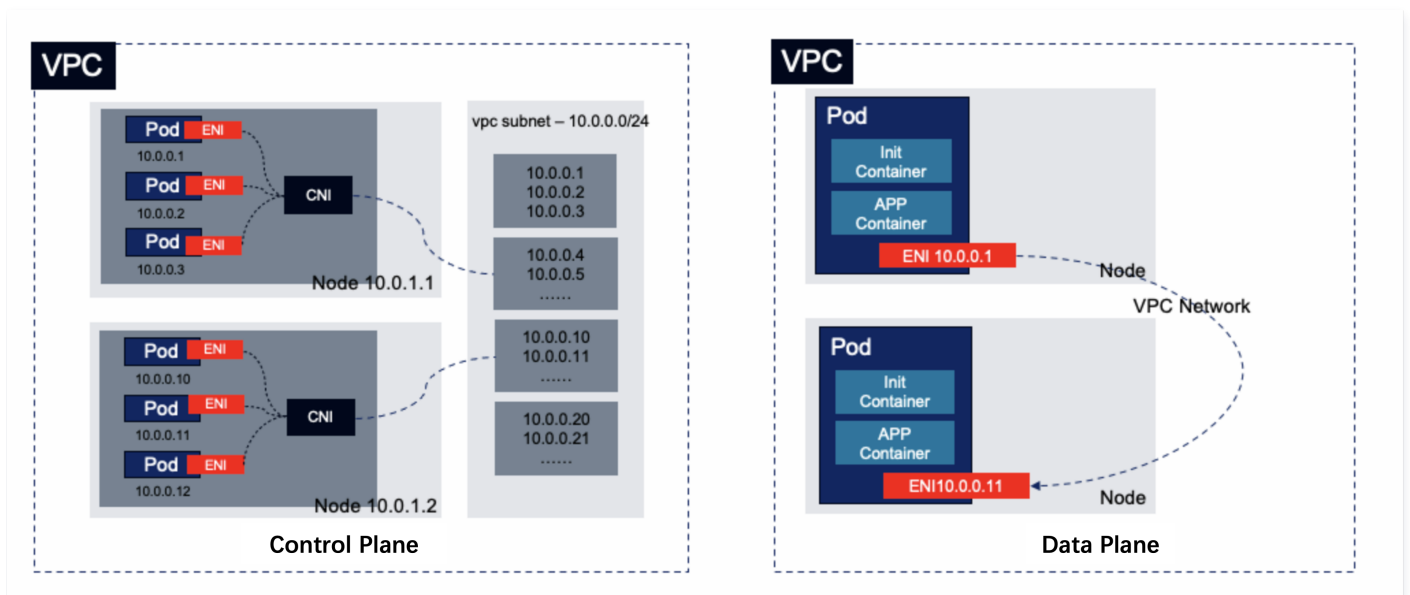 VPC
Pod ENI
10.0.0.1
Pod ENI
10.0.0.2
Pod ENI
10.0.0.3
CNI
Node 10.0.1.1
Pod ENI
10.0.0.10
Pod ENI
10.0.0.11
Pod ENI
10.0.0.12
CNI
Node 10.0.1.2
vpc subnet – 10.0.0.0/24
10.0.0.1
10.0.0.2
10.0.0.3
10.0.0.4
10.0.0.5
......
10.0.0.10
10.0.0.11
......
10.0.0.20
10.0.0.21
......
Control Plane
VPC
Pod
Init
Container
APP
Container
ENI 10.0.0.1
Node
VPC Network
Pod
Init
Container
APP
Container
ENI10.0.0.11
Node
Data Plane